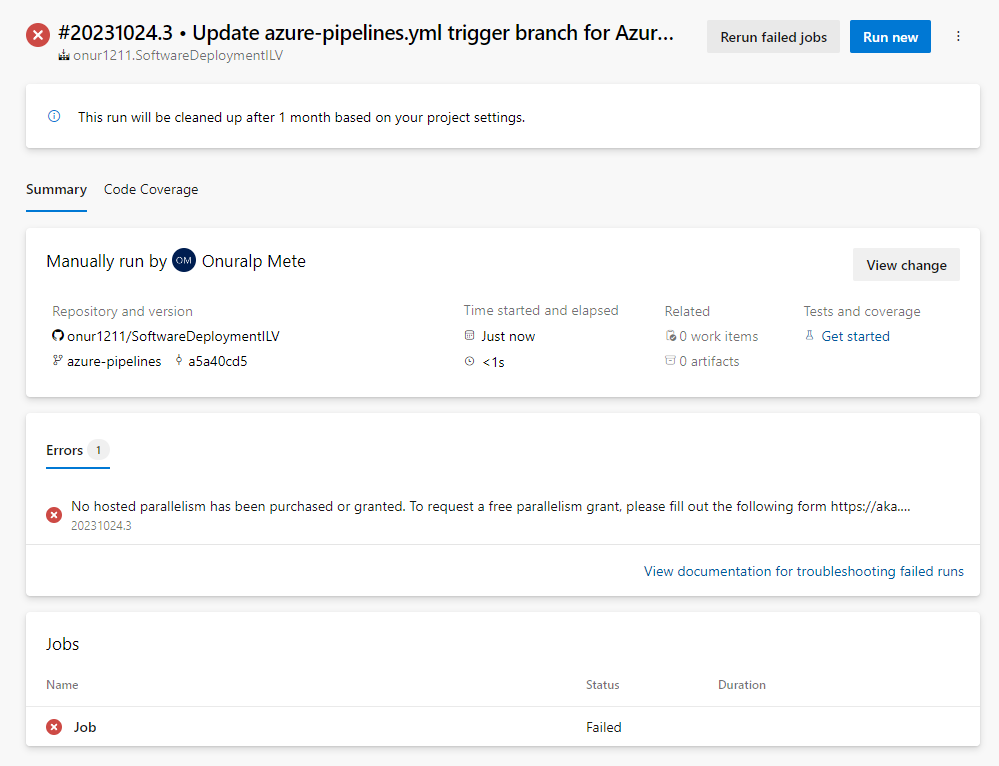 #20231024.3 • Update azure-pipelines.yml trigger branch for Azur...
Rerun failed jobs
Run new
onur1211.SoftwareDeploymentILV
This run will be cleaned up after 1 month based on your project settings.
Summary
Code Coverage
Manually run by OM Onuralp Mete
View change
Repository and version
Time started and elapsed
Related
Tests and coverage
onur1211/SoftwareDeploymentILV
Just now
0 work items
Get started
azure-pipelines
a5a40cd5
<1s
0 artifacts
Errors 1
No hosted parallelism has been purchased or granted. To request a free parallelism grant, please fill out the following form https://aka....
20231024.3
View documentation for troubleshooting failed runs
Jobs
Name
Status
Duration
Job
Failed